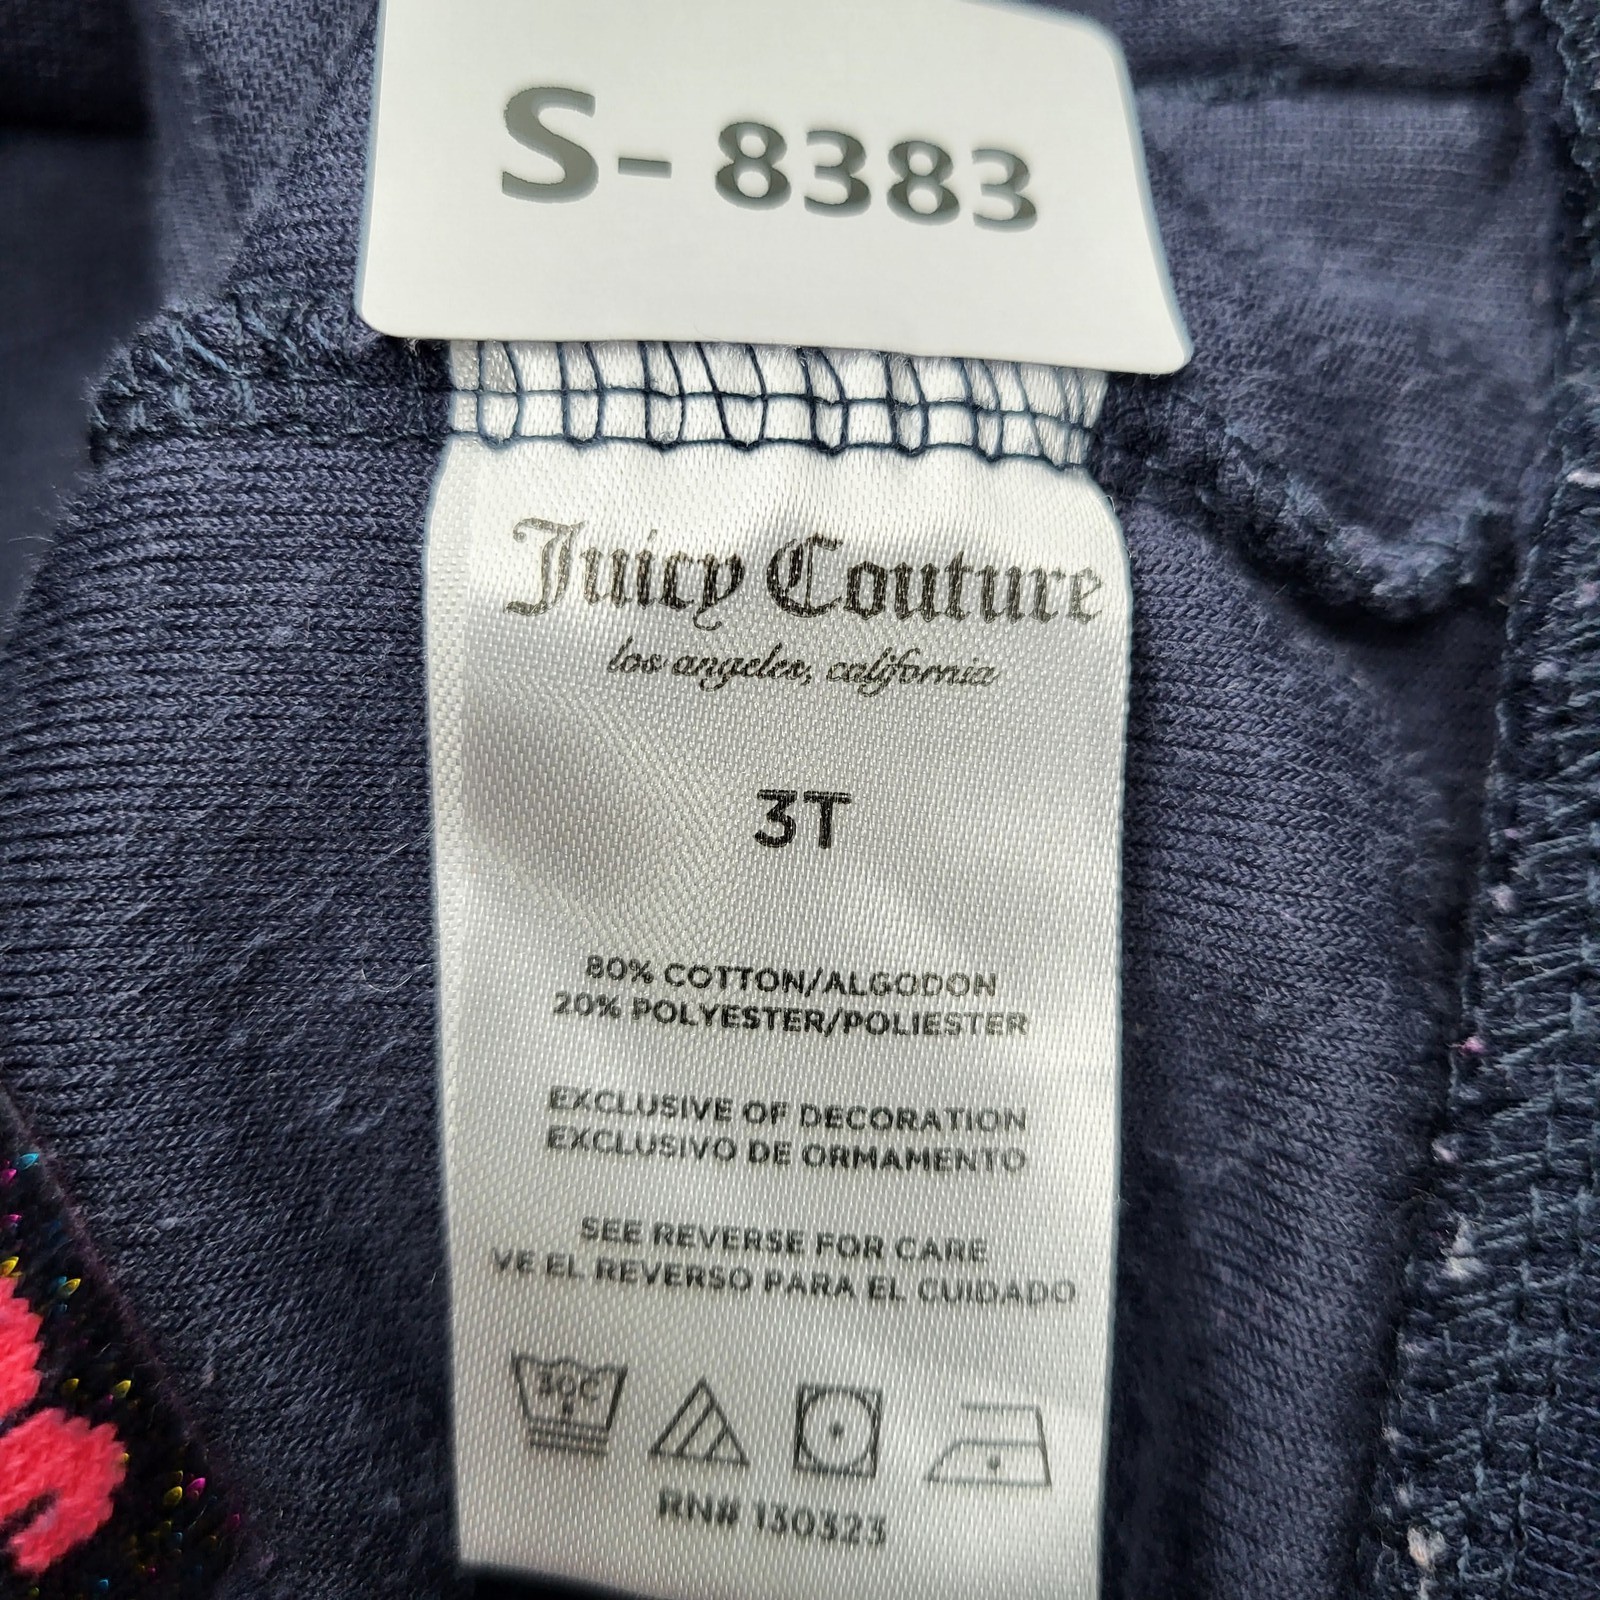 S- 8383
Juicy Couture
los angeles, california
3T
80% COTTON/ALGODON
20% POLYESTER/POLIESTER
EXCLUSIVE OF DECORATION
EXCLUSIVO DE ORMAMENTO
SEE REVERSE FOR CARE
VE EL REVERSO PARA EL CUIDADO
30C
RN# 130323